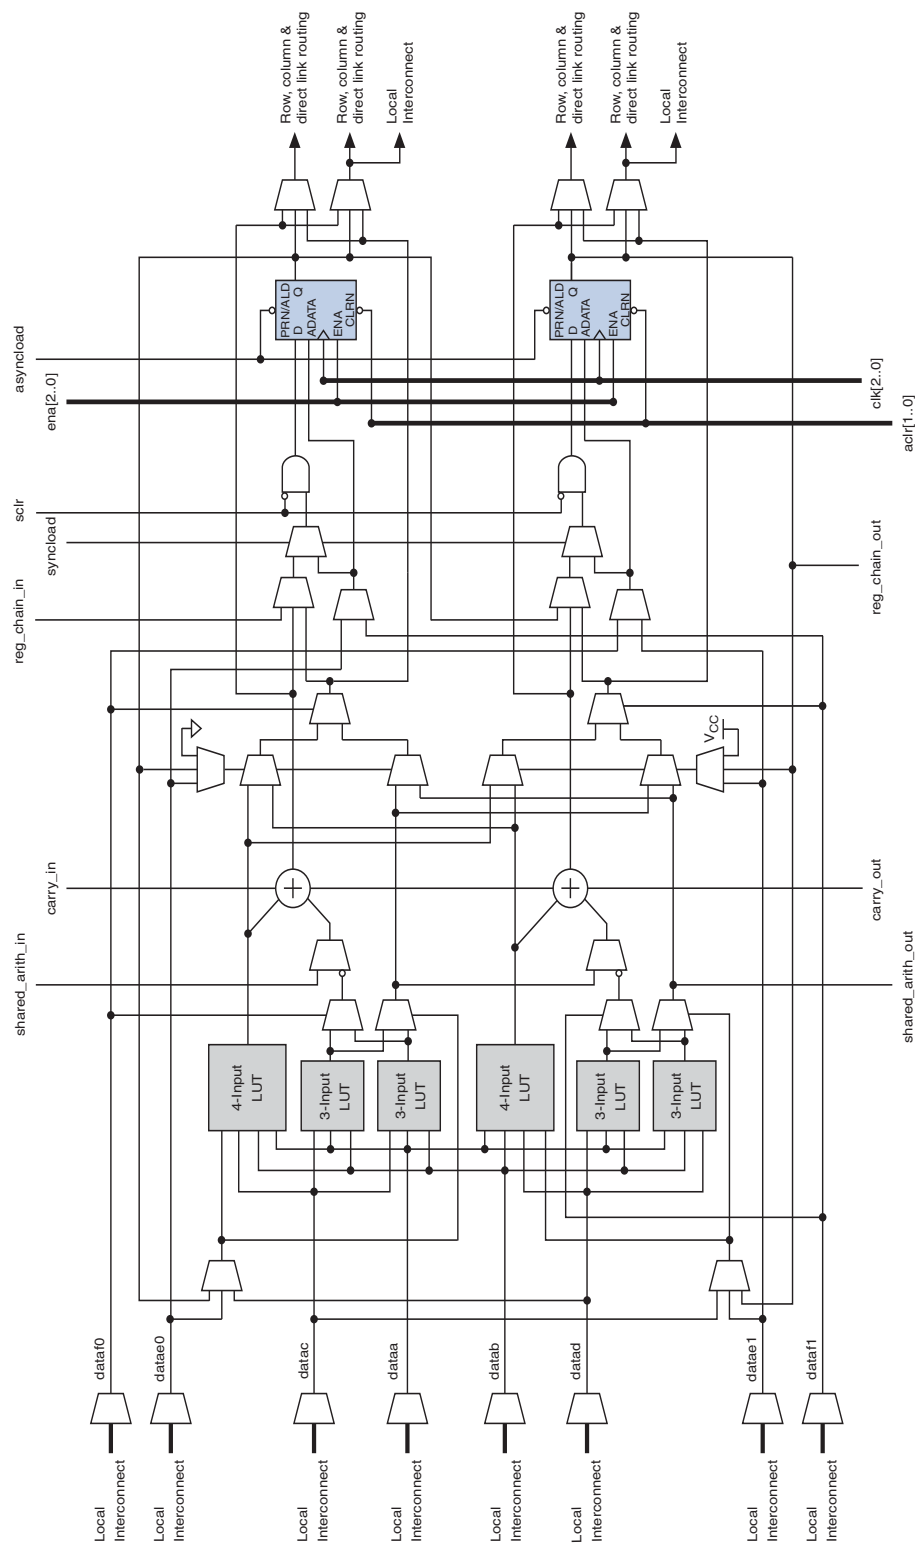 Row, column &
direct link routing
Row, column &
direct link routing
Local
Interconnect
Row, column &
direct link routing
Row, column &
direct link routing
Local
Interconnect
PRN/ALD
D Q
ADATA
ENA
CLRN
PRN/ALD
D Q
ADATA
ENA
CLRN
asyncload
ena[2..0]
clk[2..0]
aclr[1..0]
sclr
syncload
reg_chain_in
reg_chain_out
VCC
carry_in
carry_out
shared_arith_in
shared_arith_out
4-Input
LUT
3-Input
LUT
3-Input
LUT
4-Input
LUT
3-Input
LUT
3-Input
LUT
dataf0
datae0
datac
dataa
datab
datad
datae1
dataf1
Local
Interconnect
Local
Interconnect
Local
Interconnect
Local
Interconnect
Local
Interconnect
Local
Interconnect
Local
Interconnect
Local
Interconnect